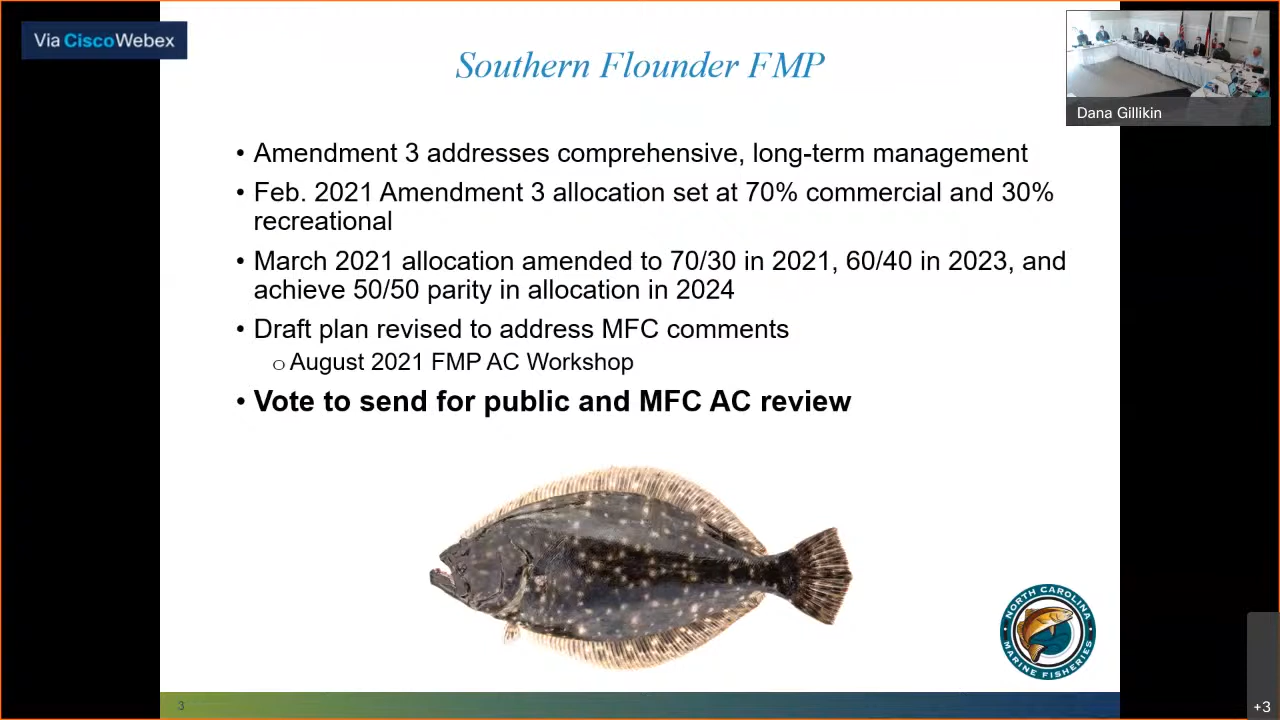 Via Cisco Webex
Southern Flounder FMP
Dana Gillikin
• Amendment 3 addresses comprehensive, long-term management
• Feb. 2021 Amendment 3 allocation set at 70% commercial and 30%
recreational
• March 2021 allocation amended to 70/30 in 2021, 60/40 in 2023, and
achieve 50/50 parity in allocation in 2024
• Draft plan revised to address MFC comments
o August 2021 FMP AC Workshop
• Vote to send for public and MFC AC review
NORTH CAROLINA
MARINE FISHERIES
3
+3